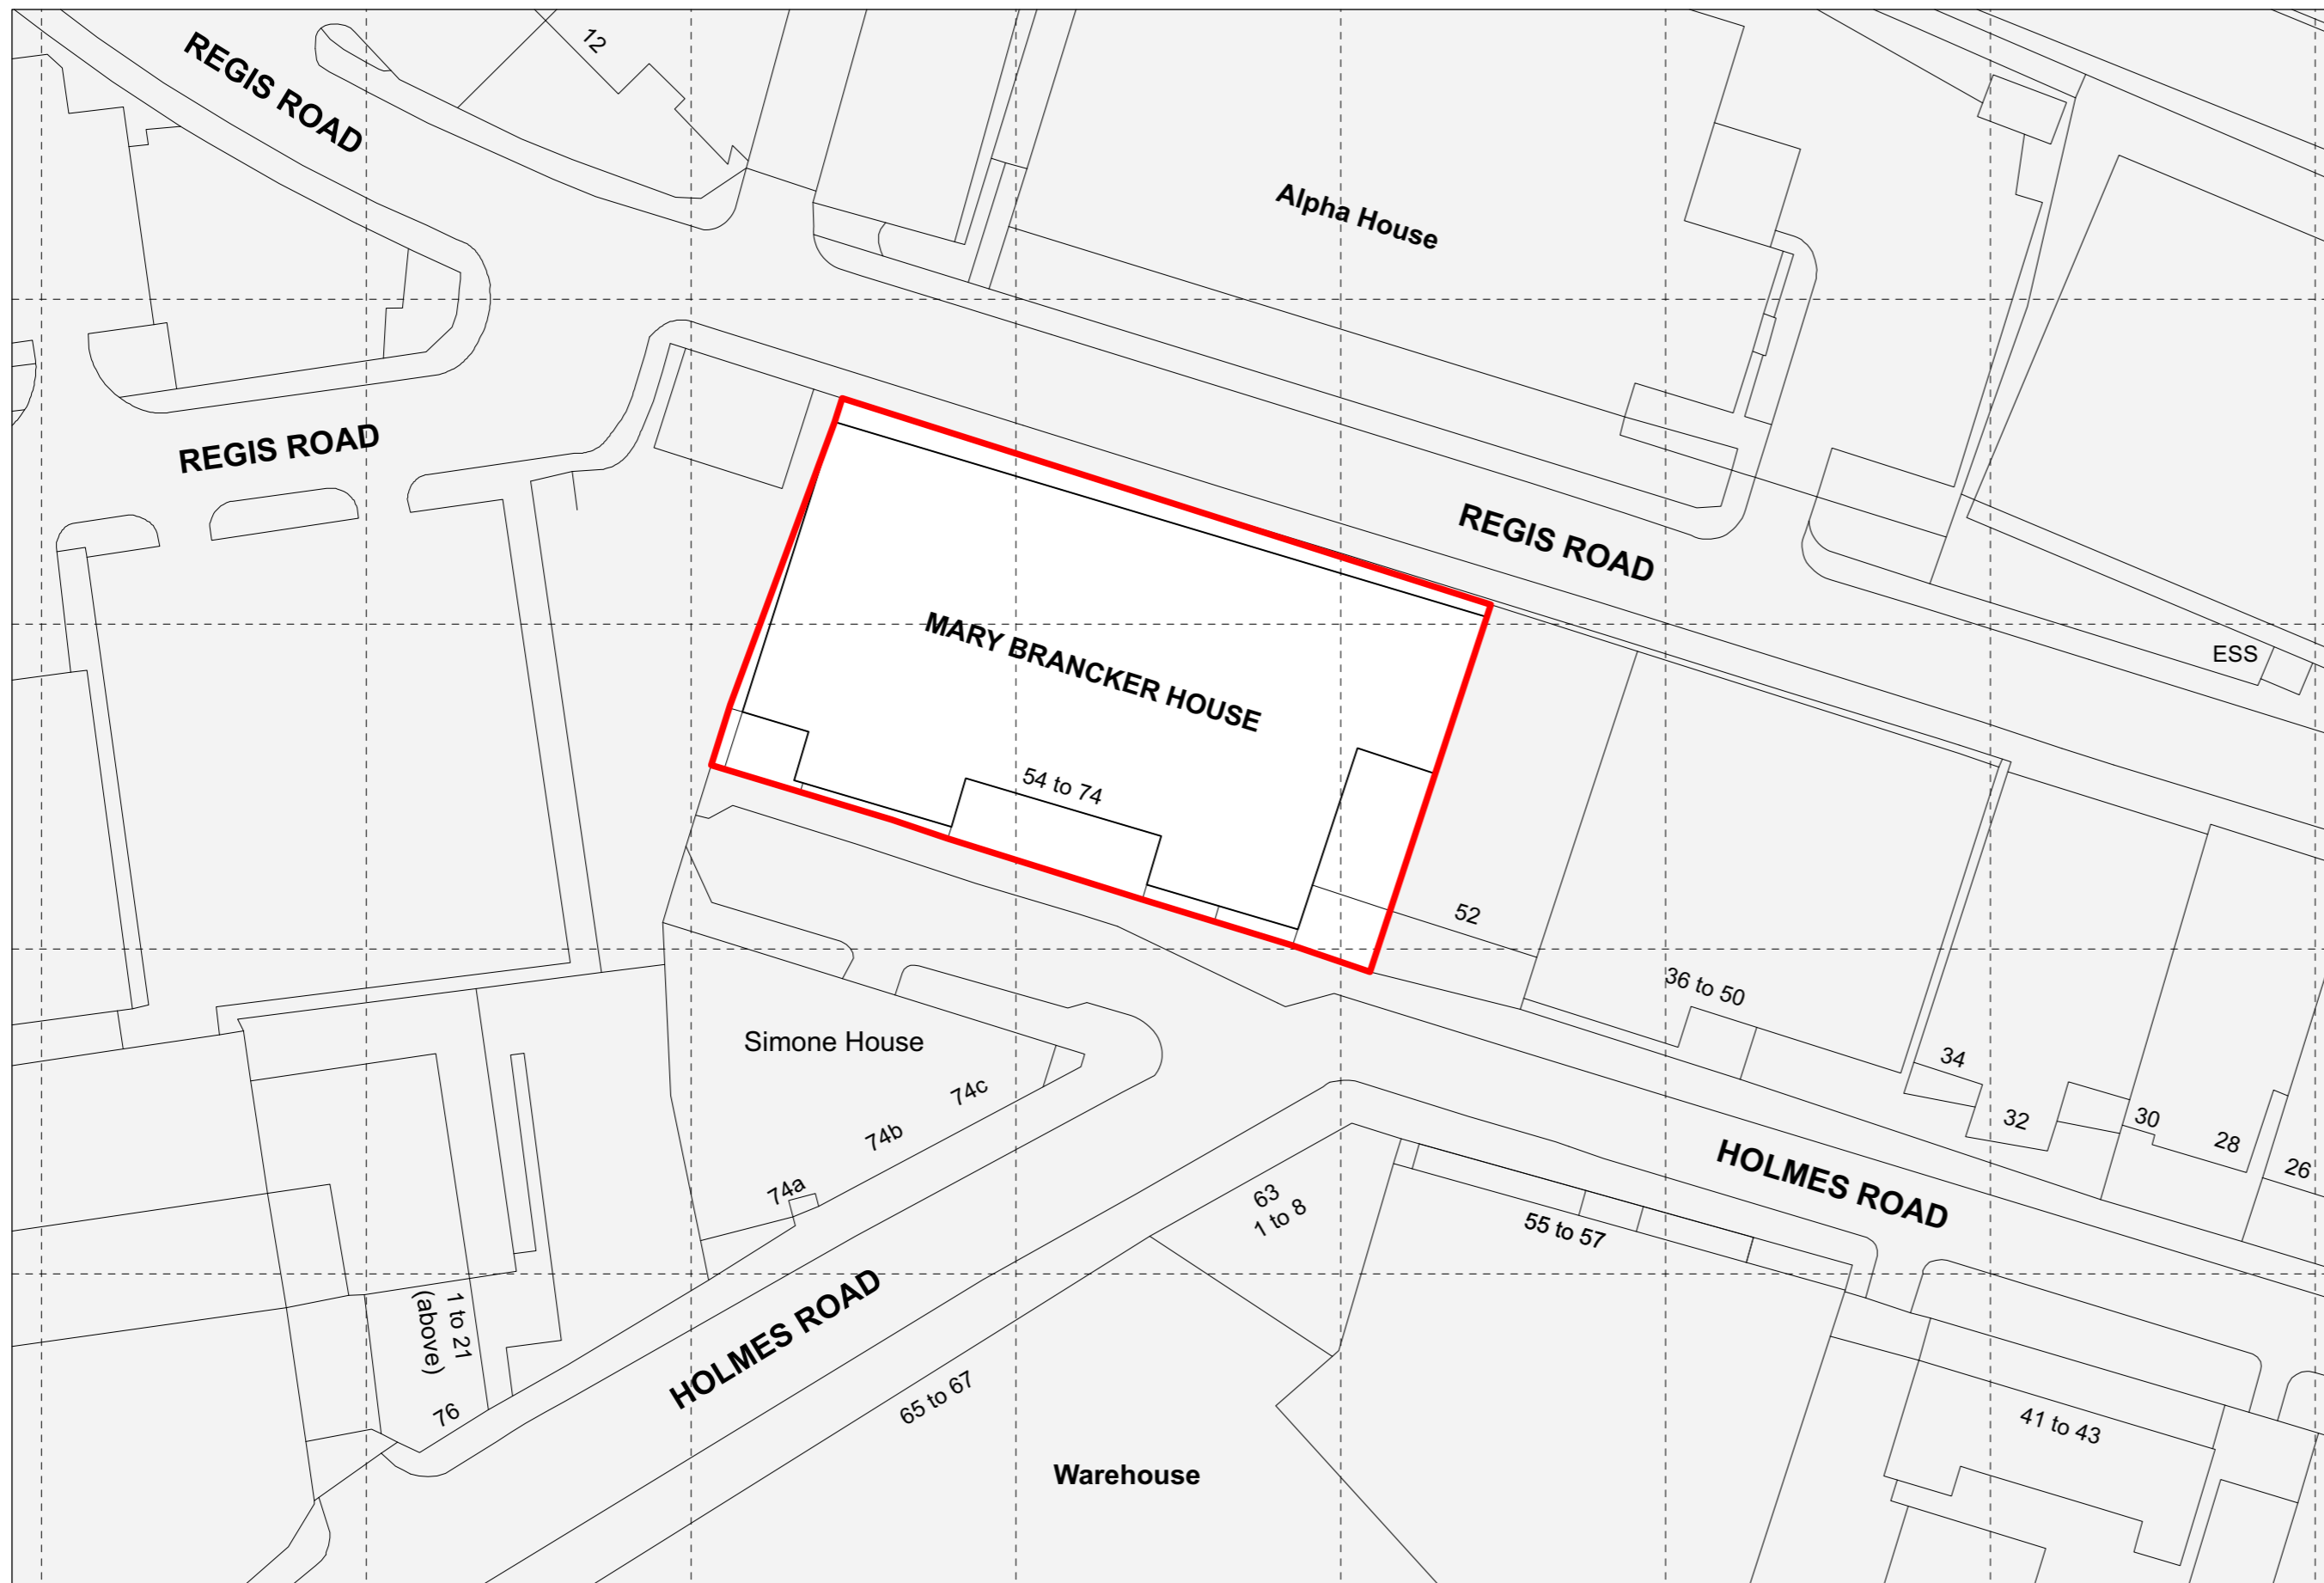 12
REGIS ROAD
Alpha House
REGIS ROAD
REGIS ROAD
MARY BRANCKER HOUSE
ESS
54 to 74
52
36 to 50
Simone House
34
74c
32
30
28
74b
26
74a
HOLMES ROAD
63
1 to 8
55 to 57
1 to 21
(above)
HOLMES ROAD
65 to 67
76
41 to 43
Warehouse